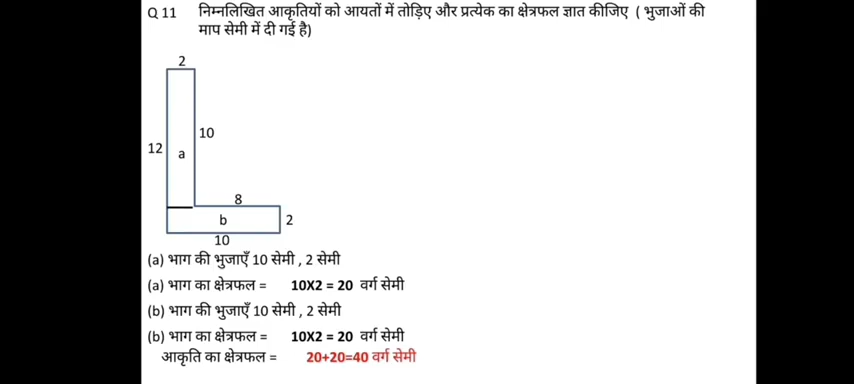 Q 11 निम्नलिखित आकृतियों को आयतों में तोड़िए और प्रत्येक का क्षेत्रफल ज्ञात कीजिए ( भुजाओं की
माप सेमी में दी गई है)
2
10
12
a
8
b
2
10
(a) भाग की भुजाएँ 10 सेमी , 2 सेमी
(a) भाग का क्षेत्रफल = 10X2 = 20 वर्ग सेमी
(b) भाग की भुजाएँ 10 सेमी , 2 सेमी
(b) भाग का क्षेत्रफल = 10X2 = 20 वर्ग सेमी
आकृति का क्षेत्रफल = 20+20=40 वर्ग सेमी